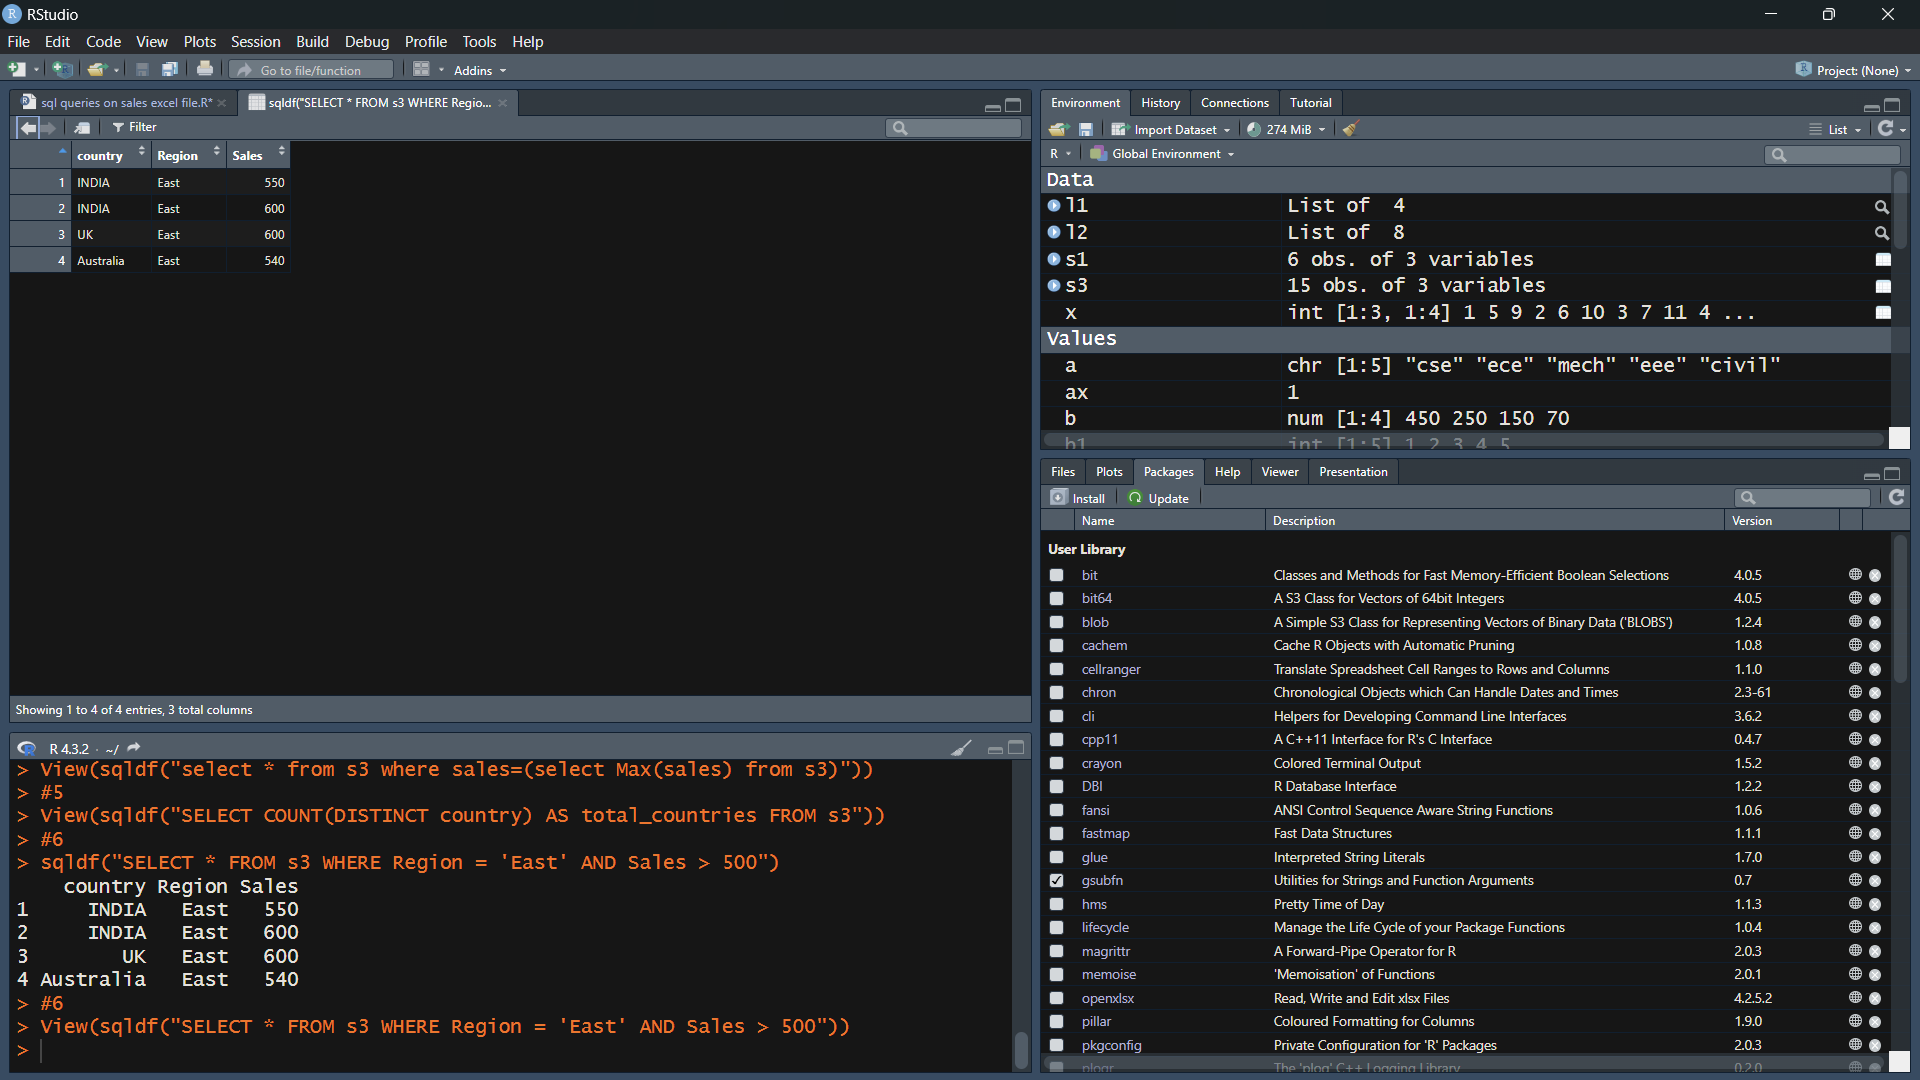 RStudio
File Edit Code View Plots Session Build Debug Profile Tools Help
Go to file/function Addins Project: (None)
sql queries on sales excel file.R* sqldf("SELECT * FROM s3 WHERE Regio...
Filter
country Region Sales
1 INDIA East 550
2 INDIA East 600
3 UK East 600
4 Australia East 540
Showing 1 to 4 of 4 entries, 3 total columns
R 4.3.2 · ~/
> View(sqldf("select * from s3 where sales=(select Max(sales) from s3)"))
> #5
> View(sqldf("SELECT COUNT(DISTINCT country) AS total_countries FROM s3"))
> #6
> sqldf("SELECT * FROM s3 WHERE Region = 'East' AND Sales > 500")
country Region Sales
1 INDIA East 550
2 INDIA East 600
3 UK East 600
4 Australia East 540
> #6
> View(sqldf("SELECT * FROM s3 WHERE Region = 'East' AND Sales > 500"))
>
Environment History Connections Tutorial
Import Dataset 274 MiB List
R Global Environment
Data
l1 List of 4
l2 List of 8
s1 6 obs. of 3 variables
s3 15 obs. of 3 variables
x int [1:3, 1:4] 1 5 9 2 6 10 3 7 11 4 ...
Values
a chr [1:5] "cse" "ece" "mech" "eee" "civil"
ax 1
b num [1:4] 450 250 150 70
b1 int [1:5] 1 2 3 4 5
Files Plots Packages Help Viewer Presentation
Install Update
Name Description Version
User Library
bit Classes and Methods for Fast Memory-Efficient Boolean Selections 4.0.5
bit64 A S3 Class for Vectors of 64bit Integers 4.0.5
blob A Simple S3 Class for Representing Vectors of Binary Data ('BLOBS') 1.2.4
cachem Cache R Objects with Automatic Pruning 1.0.8
cellranger Translate Spreadsheet Cell Ranges to Rows and Columns 1.1.0
chron Chronological Objects which Can Handle Dates and Times 2.3-61
cli Helpers for Developing Command Line Interfaces 3.6.2
cpp11 A C++11 Interface for R's C Interface 0.4.7
crayon Colored Terminal Output 1.5.2
DBI R Database Interface 1.2.2
fansi ANSI Control Sequence Aware String Functions 1.0.6
fastmap Fast Data Structures 1.1.1
glue Interpreted String Literals 1.7.0
gsubfn Utilities for Strings and Function Arguments 0.7
hms Pretty Time of Day 1.1.3
lifecycle Manage the Life Cycle of your Package Functions 1.0.4
magrittr A Forward-Pipe Operator for R 2.0.3
memoise 'Memoisation' of Functions 2.0.1
openxlsx Read, Write and Edit xlsx Files 4.2.5.2
pillar Coloured Formatting for Columns 1.9.0
pkgconfig Private Configuration for 'R' Packages 2.0.3
plogr The 'plog' C++ Logging Library 0.2.0